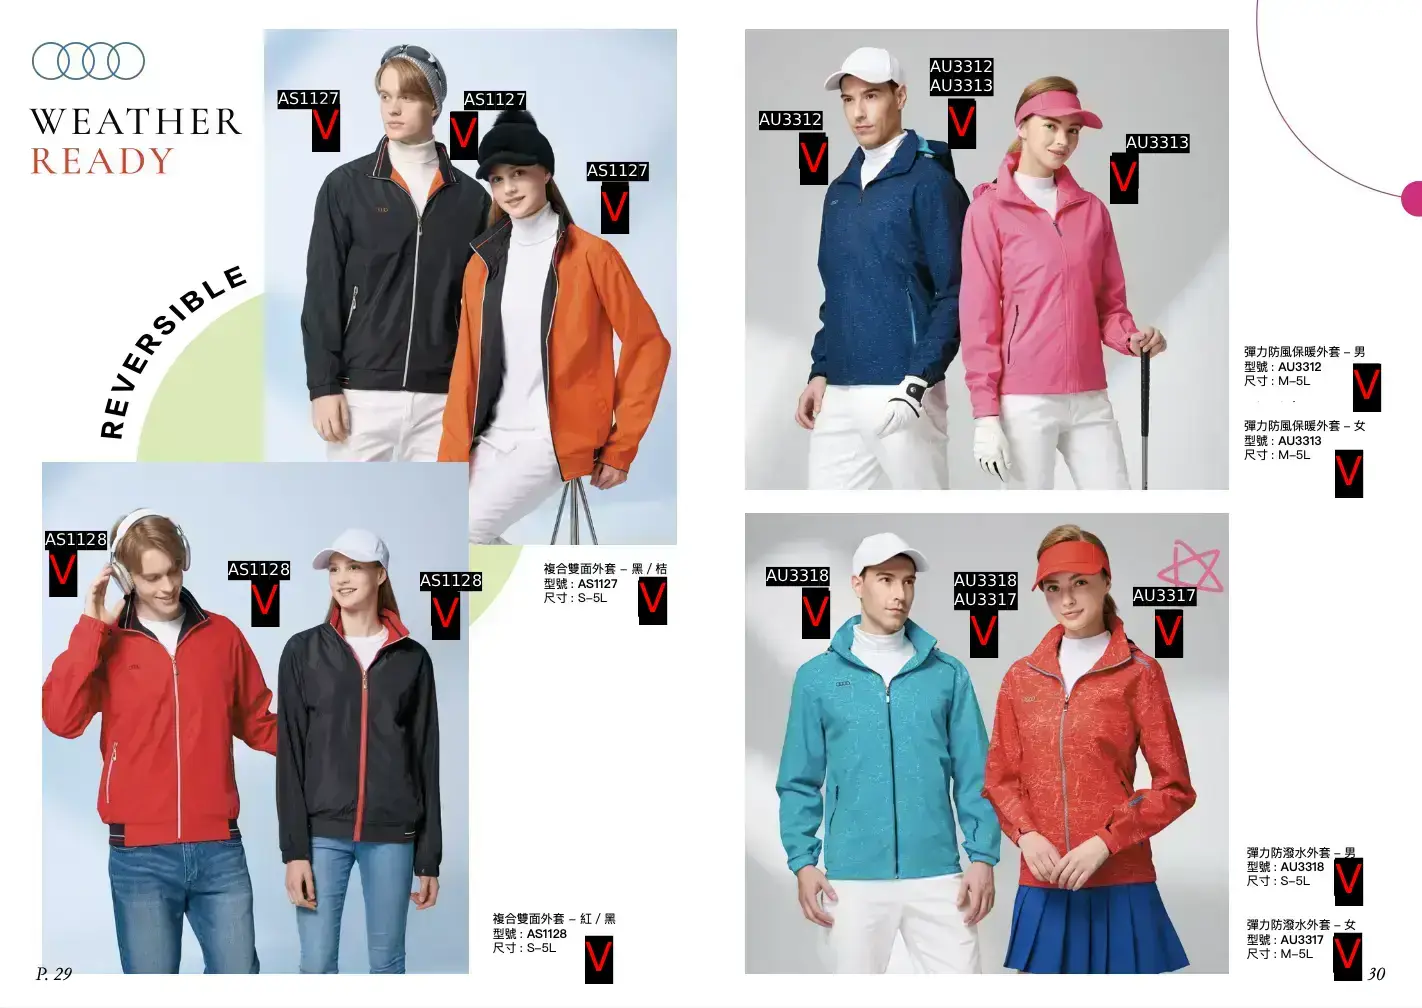 WEATHER
READY
REVERSIBLE
AS1127
V
AS1127
V
AS1127
V
複合雙面外套 – 黑 / 桔
型號 : AS1127
尺寸 : S–5L
V
AS1128
V
AS1128
V
AS1128
V
複合雙面外套 – 紅 / 黑
型號 : AS1128
尺寸 : S–5L
V
P. 29
AU3312
V
AU3312
AU3313
V
AU3313
V
彈力防風保暖外套 – 男
型號 : AU3312
尺寸 : M–5L
V
彈力防風保暖外套 – 女
型號 : AU3313
尺寸 : M–5L
V
AU3318
V
AU3318
AU3317
V
AU3317
V
彈力防潑水外套 – 男
型號 : AU3318
尺寸 : S–5L
V
彈力防潑水外套 – 女
型號 : AU3317
尺寸 : M–5L
V
30